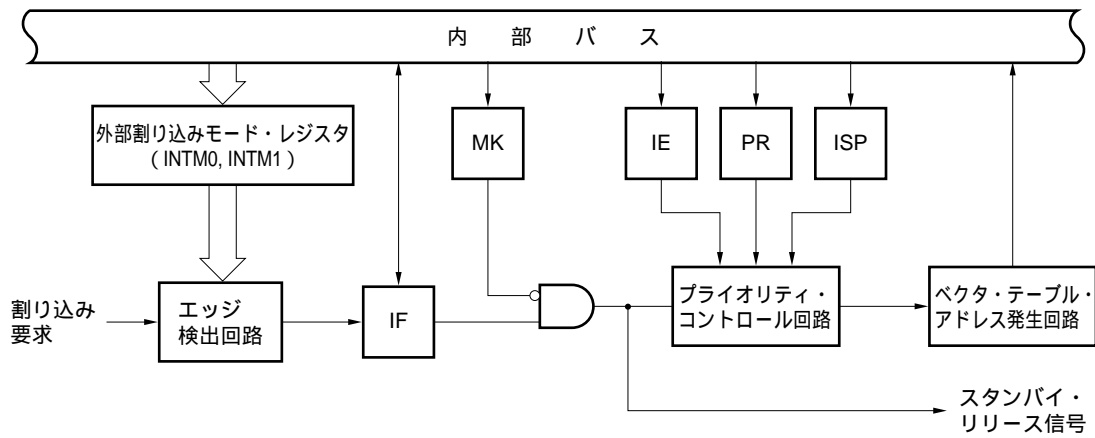 内部バス
外部割り込みモード・レジスタ
（INTM0, INTM1）
MK
IE
PR
ISP
割り込み
要求
エッジ
検出回路
IF
プライオリティ・
コントロール回路
ベクタ・テーブル・
アドレス発生回路
スタンバイ・
リリース信号